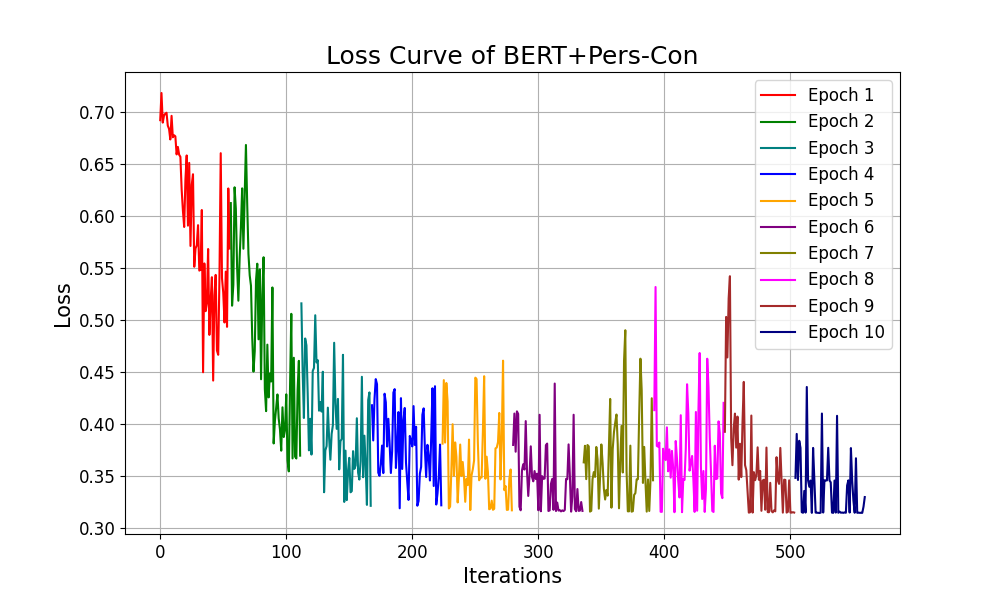 Loss Curve of BERT+Pers-Con
Loss
0.70
0.65
0.60
0.55
0.50
0.45
0.40
0.35
0.30
0
100
200
300
400
500
Iterations
Epoch 1
Epoch 2
Epoch 3
Epoch 4
Epoch 5
Epoch 6
Epoch 7
Epoch 8
Epoch 9
Epoch 10